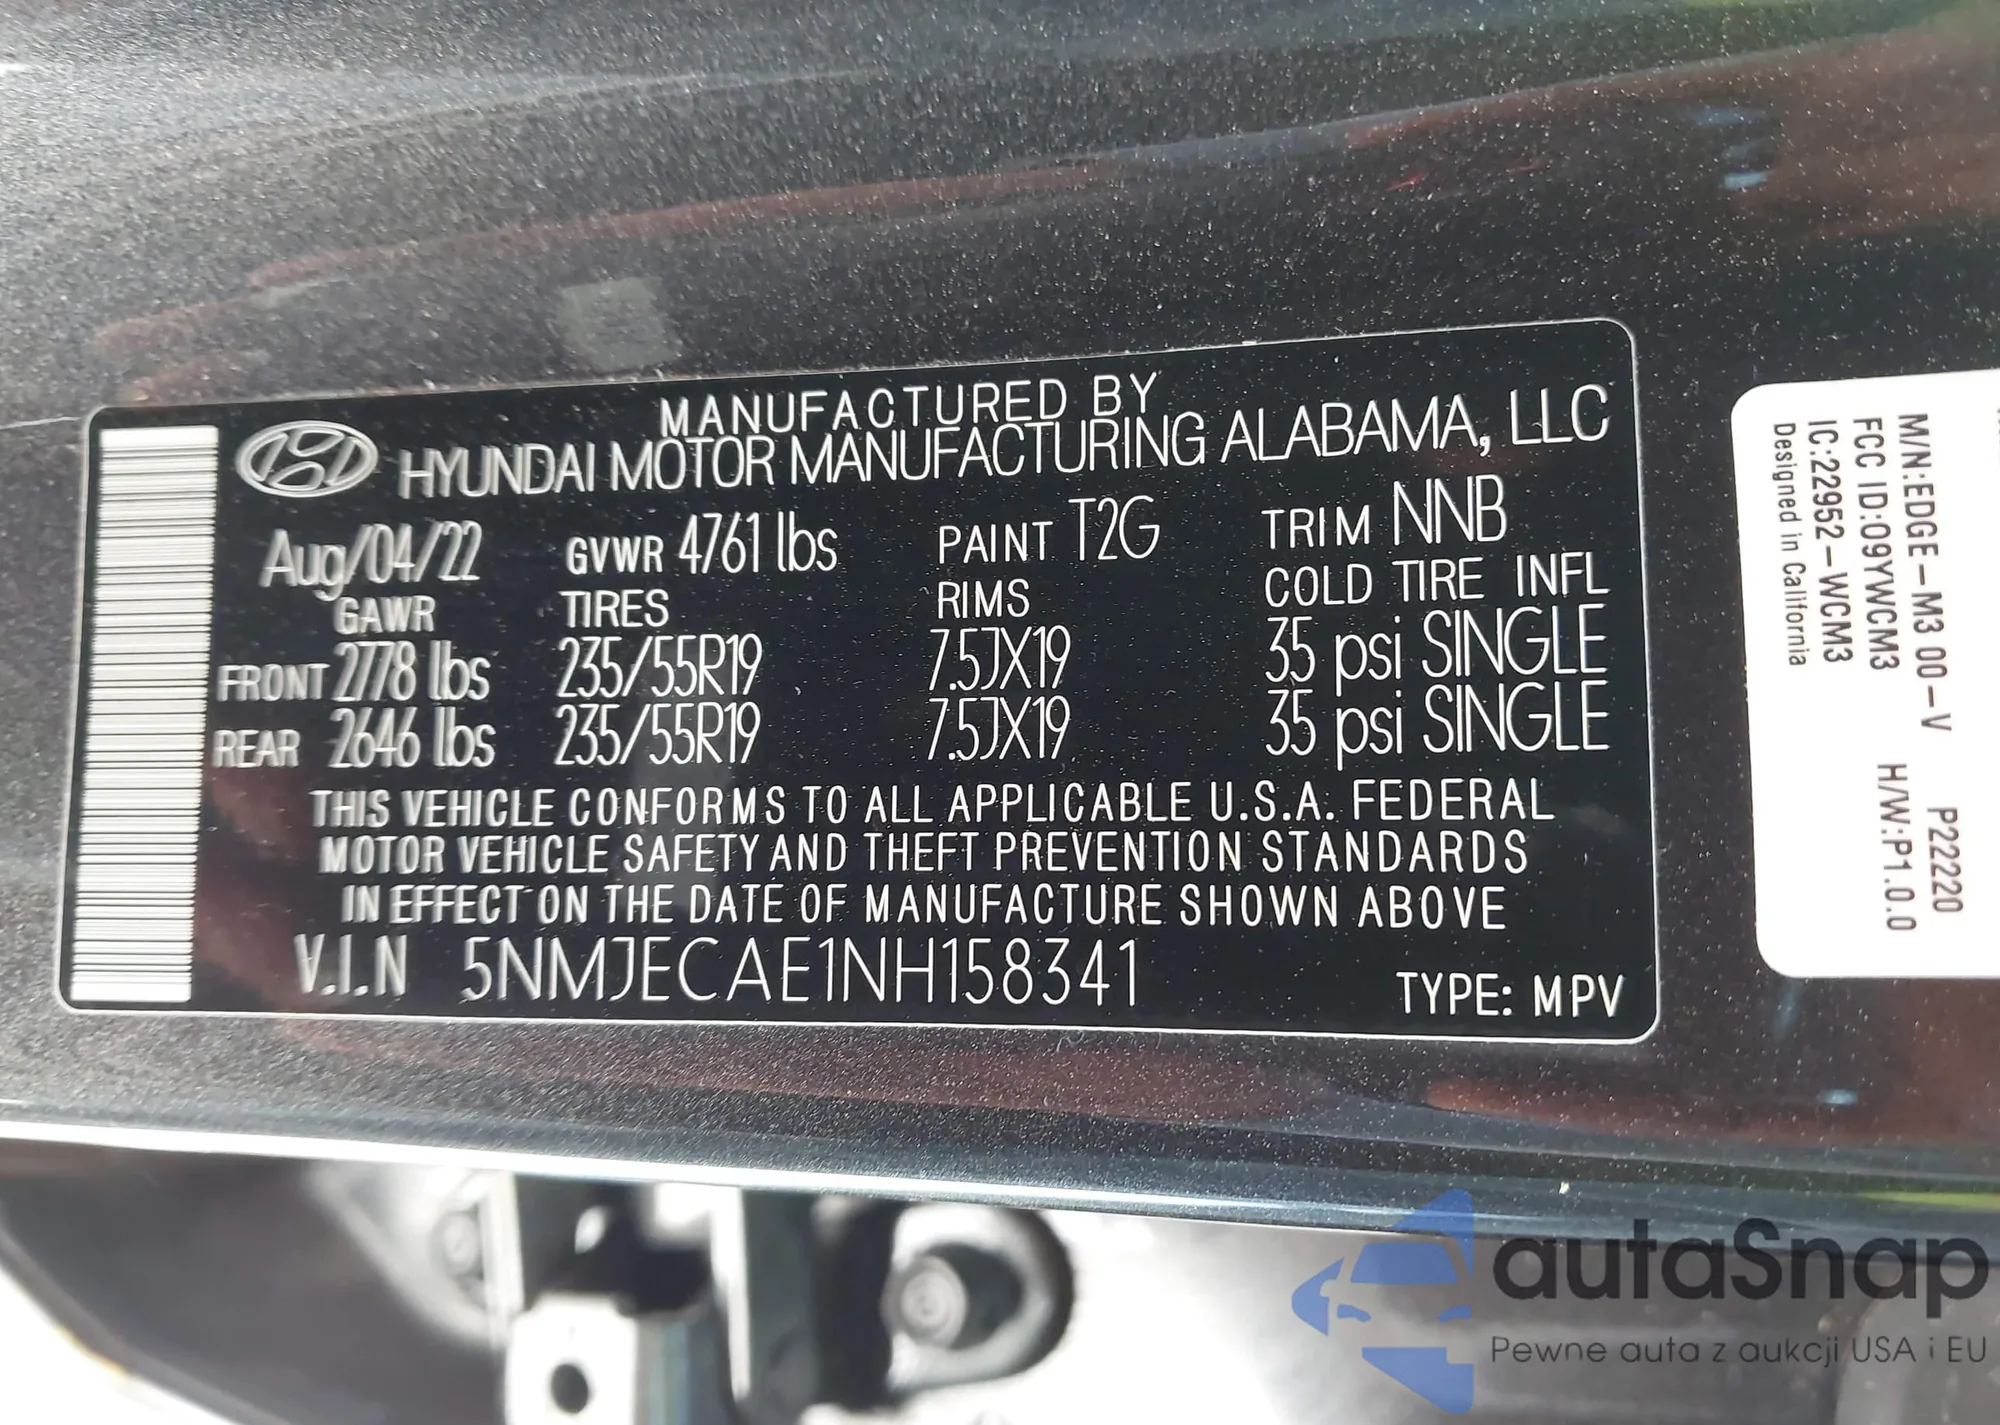 MANUFACTURED BY
HYUNDAI MOTOR MANUFACTURING ALABAMA, LLC
Aug/04/22 GVWR 4761 lbs PAINT T2G TRIM NNB
GAWR TIRES RIMS COLD TIRE INFL
FRONT 2778 lbs 235/55R19 7.5JX19 35 psi SINGLE
REAR 2646 lbs 235/55R19 7.5JX19 35 psi SINGLE
THIS VEHICLE CONFORMS TO ALL APPLICABLE U.S.A. FEDERAL
MOTOR VEHICLE SAFETY AND THEFT PREVENTION STANDARDS
IN EFFECT ON THE DATE OF MANUFACTURE SHOWN ABOVE
V.I.N 5NMJECAE1NH158341 TYPE: MPV
M/N:EDGE-M3 00-V P22220
FCC ID:O9YWCM3 H/W:P1.0.0
IC:22952-WCM3
Designed in California
autaSnap
Pewne auta z aukcji USA i EU